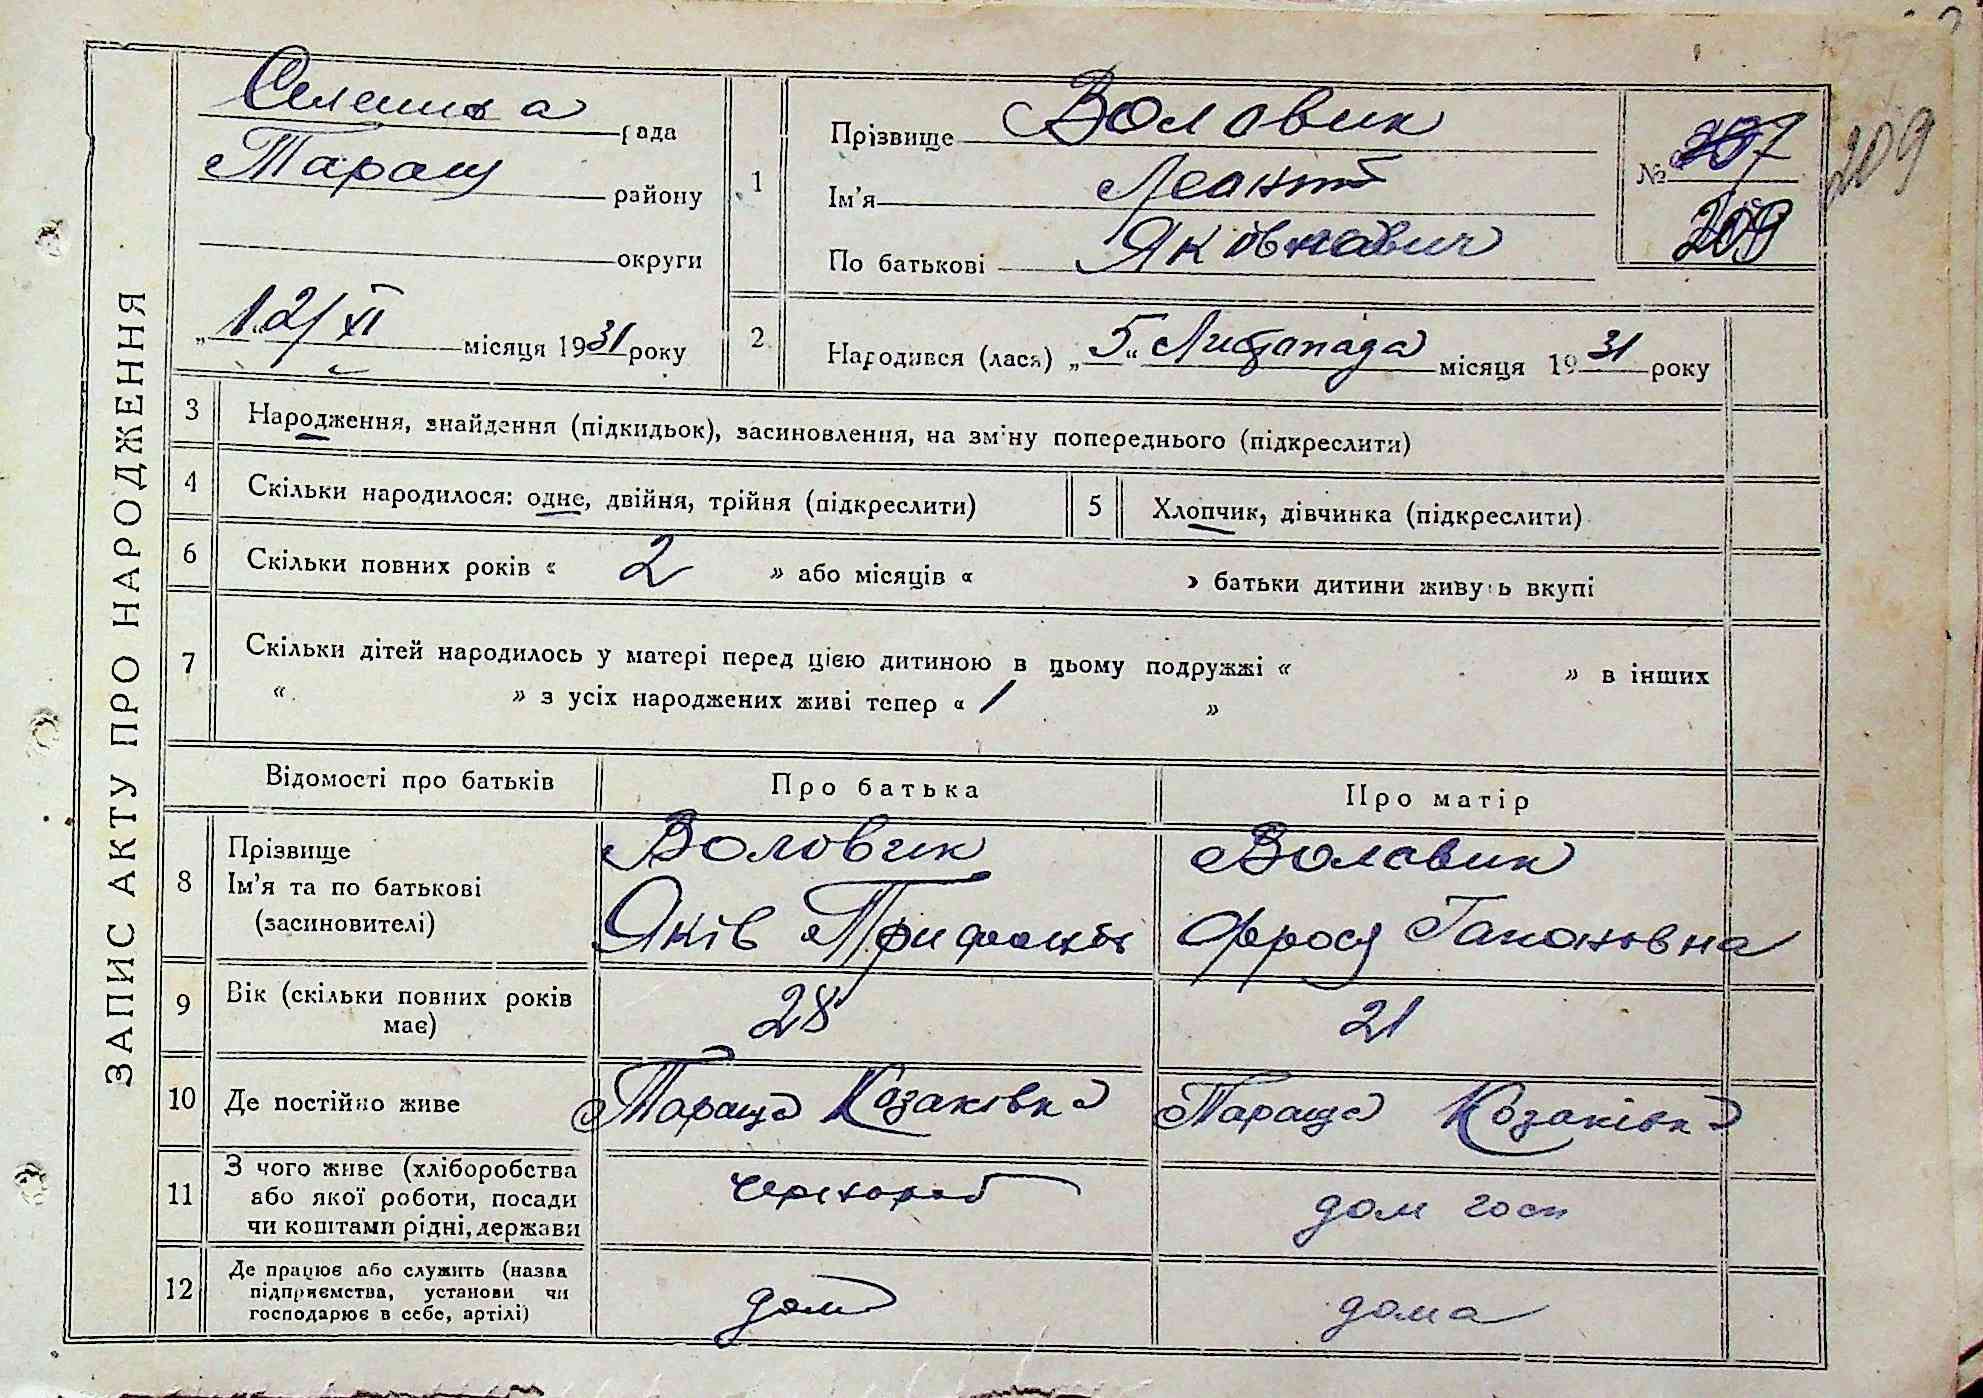 ЗАПИС АКТУ ПРО НАРОДЖЕННЯ
Селещна рада
Таращ району
округи
„12/XI місяця 1931 року
1
Прізвище Воловик
Ім'я Леонтій
По батькові Яковлевич
№ 207
209
209
2
Народився (лася) „5“ Листопада місяця 1931 року
3 Народження, знайдення (підкидьок), засиновлення, на зміну попереднього (підкреслити)
4 Скільки народилося: одне, двійня, трійня (підкреслити)
5 Хлопчик, дівчинка (підкреслити)
6 Скільки повних років « 2 » або місяців « » батьки дитини живуть вкупі
7 Скільки дітей народилось у матері перед цією дитиною в цьому подружжі « » в інших
« » з усіх народжених живі тепер « 1 »
Відомості про батьків Про батька Про матір
8 Прізвище
Ім'я та по батькові
(засиновителі)
Воловик
Яків
Воловик
Фрося Гапоновна
9 Вік (скільки повних років
має)
28 21
10 Де постійно живе Тараща Козаківка Тараща Козаківка
11 З чого живе (хліборобства
або якої роботи, посади
чи коштами рідні, держави
чернороб дом госп
12 Де працює або служить (назва
підприємства, установи чи
господарює в себе, артілі)
дома дома